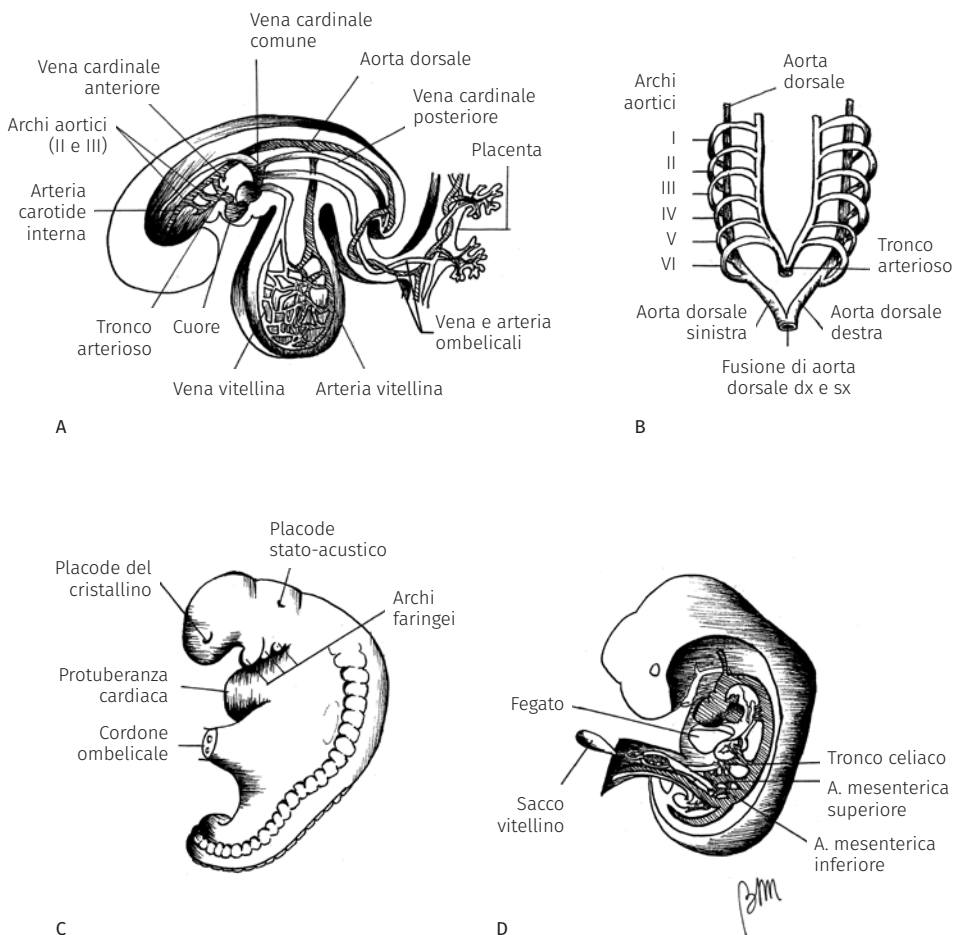 Vena cardinale
comune
Aorta dorsale
Vena cardinale
anteriore
Vena cardinale
posteriore
Archi aortici
(II e III)
Placenta
Arteria
carotide
interna
Tronco
arterioso
Cuore
Vena e arteria
ombelicali
Vena vitellina
Arteria vitellina
A
Aorta
dorsale
Archi
aortici
I
II
III
IV
V
VI
Tronco
arterioso
Aorta dorsale
sinistra
Aorta dorsale
destra
Fusione di aorta
dorsale dx e sx
B
Placode
stato-acustico
Placode del
cristallino
Archi
faringei
Protuberanza
cardiaca
Cordone
ombelicale
C
Fegato
Sacco
vitellino
Tronco celiaco
A. mesenterica
superiore
A. mesenterica
inferiore
D